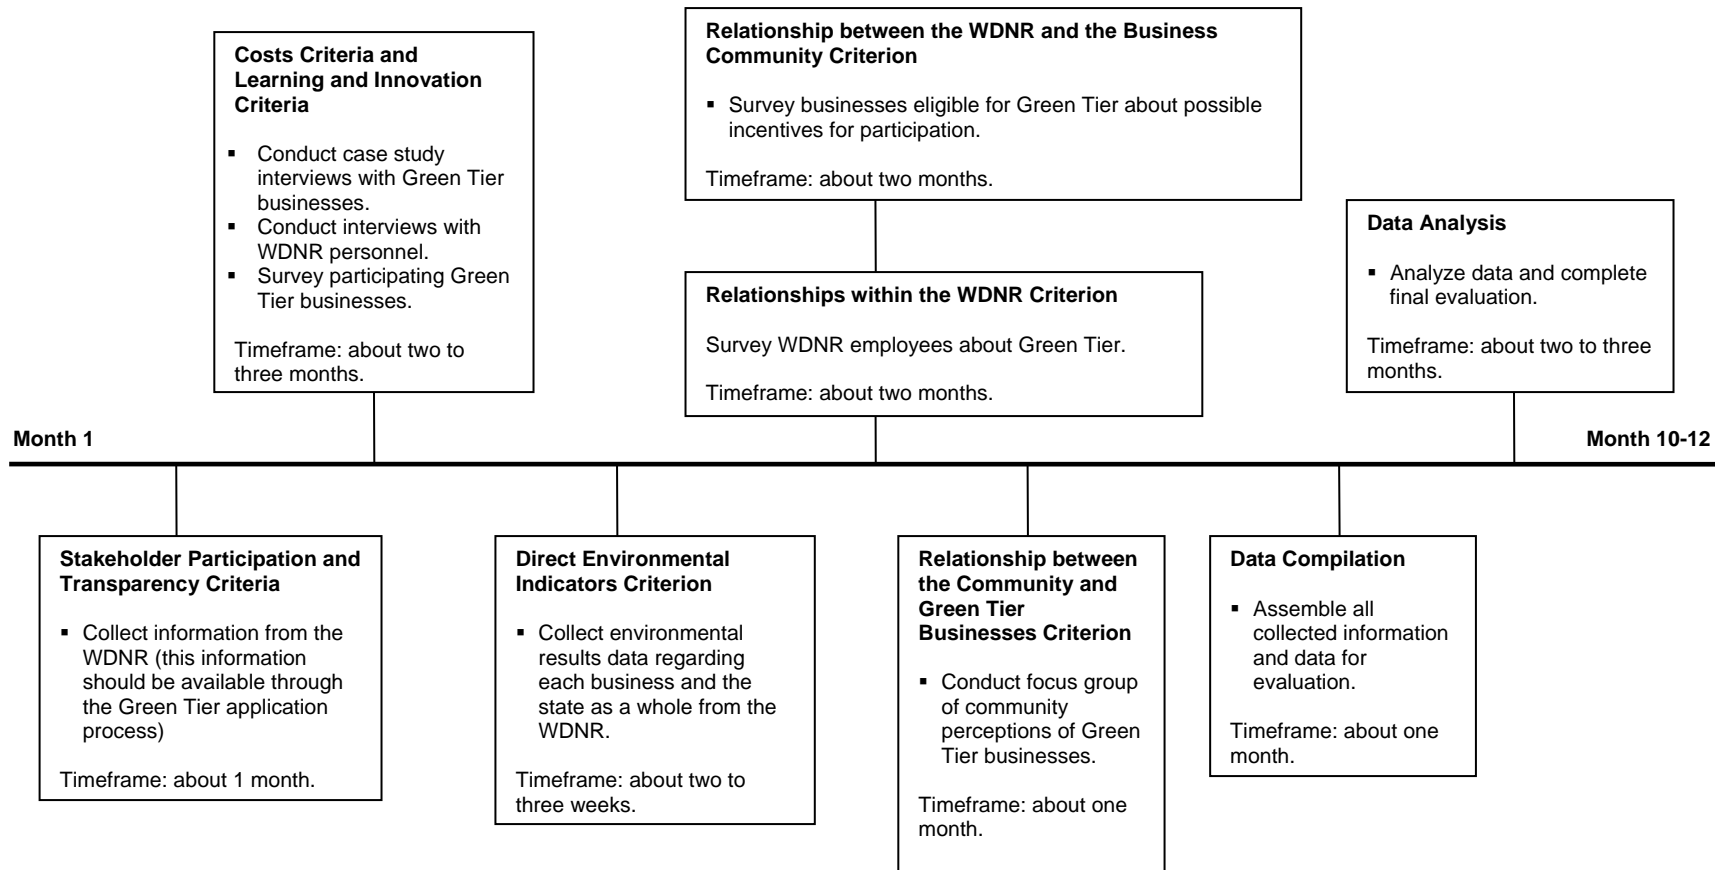 Costs Criteria and
Learning and Innovation
Criteria
▪ Conduct case study
interviews with Green Tier
businesses.
▪ Conduct interviews with
WDNR personnel.
▪ Survey participating Green
Tier businesses.
Timeframe: about two to
three months.
Relationship between the WDNR and the Business
Community Criterion
▪ Survey businesses eligible for Green Tier about possible
incentives for participation.
Timeframe: about two months.
Relationships within the WDNR Criterion
Survey WDNR employees about Green Tier.
Timeframe: about two months.
Data Analysis
▪ Analyze data and complete
final evaluation.
Timeframe: about two to three
months.
Month 1
Month 10-12
Stakeholder Participation and
Transparency Criteria
▪ Collect information from the
WDNR (this information
should be available through
the Green Tier application
process)
Timeframe: about 1 month.
Direct Environmental
Indicators Criterion
▪ Collect environmental
results data regarding
each business and the
state as a whole from the
WDNR.
Timeframe: about two to
three weeks.
Relationship between
the Community and
Green Tier
Businesses Criterion
▪ Conduct focus group
of community
perceptions of Green
Tier businesses.
Timeframe: about one
month.
Data Compilation
▪ Assemble all
collected information
and data for
evaluation.
Timeframe: about one
month.